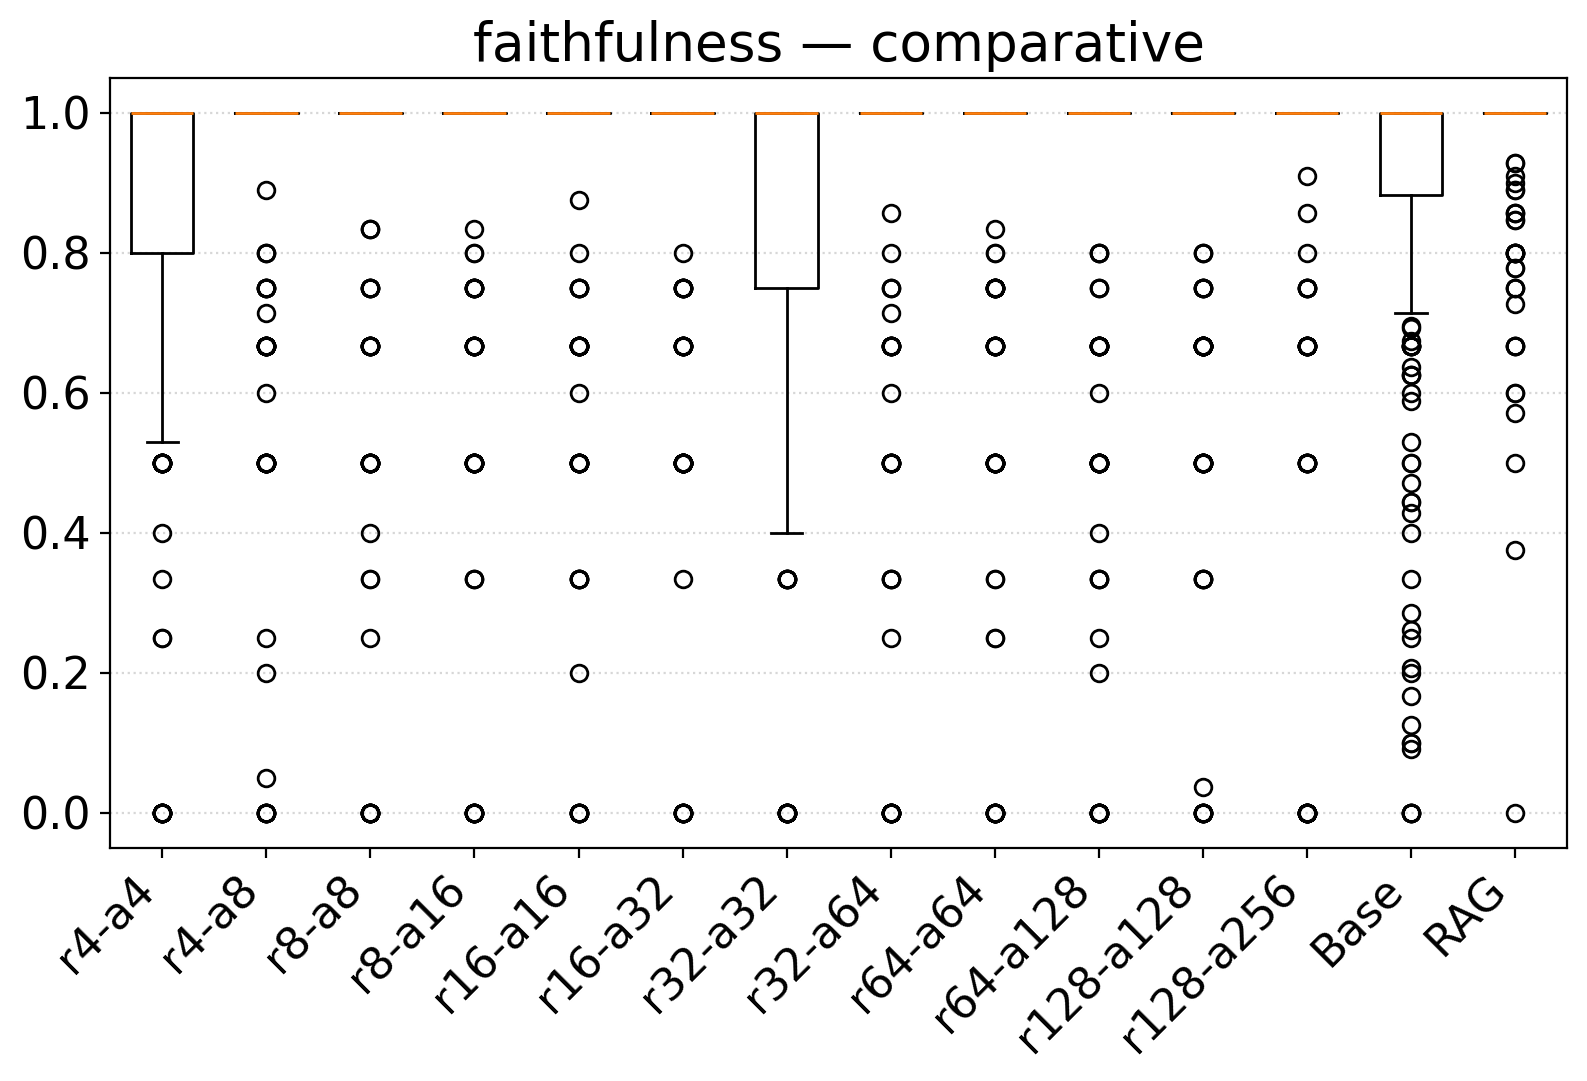 faithfulness — comparative
1.0
0.8
0.6
0.4
0.2
0.0
r4-a4
r4-a8
r8-a8
r8-a16
r16-a16
r16-a32
r32-a32
r32-a64
r64-a64
r64-a128
r128-a128
r128-a256
Base
RAG